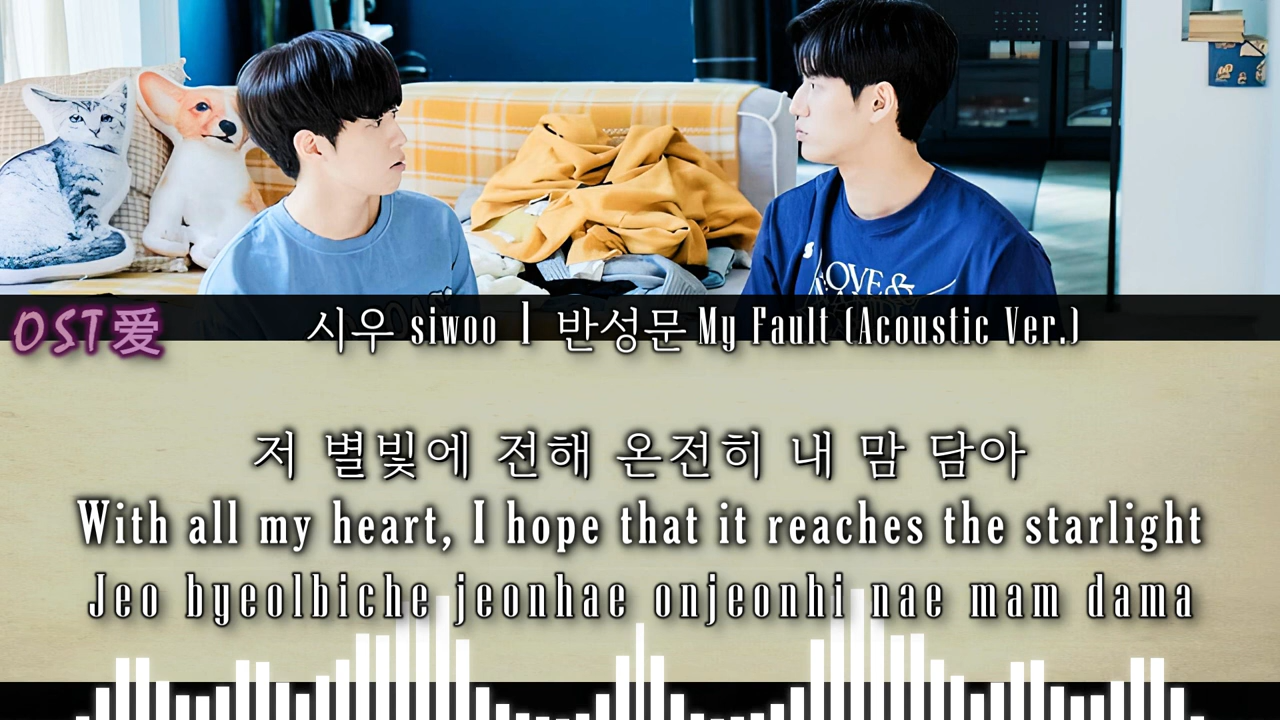 LOVE &
OST爱
시우 siwoo | 반성문 My Fault (Acoustic Ver.)
저 별빛에 전해 온전히 내 맘 담아
With all my heart, I hope that it reaches the starlight
Jeo byeolbiche jeonhae onjeonhi nae mam dama